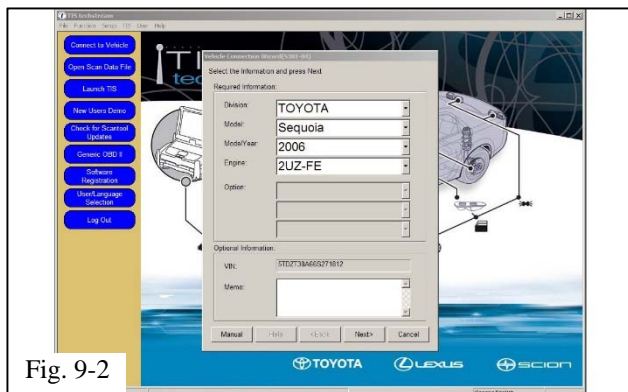 TIS techstream
File Function Setup TIS User Help
Connect to Vehicle
Open Scan Data File
Launch TIS
New Users Demo
Check for Scantool
Updates
Generic OBD II
Software
Registration
User/Language
Selection
Log Out
Vehicle Connection Wizard(S301-04)
Select the Information and press Next
Required Information:
Division: TOYOTA
Model: Sequoia
ModelYear: 2006
Engine: 2UZ-FE
Option:
Optional Information:
VIN: 5TDZT38A66S271812
Memo:
Manual Help <Back Next> Cancel
TOYOTA LEXUS SCION
Fig. 9-2